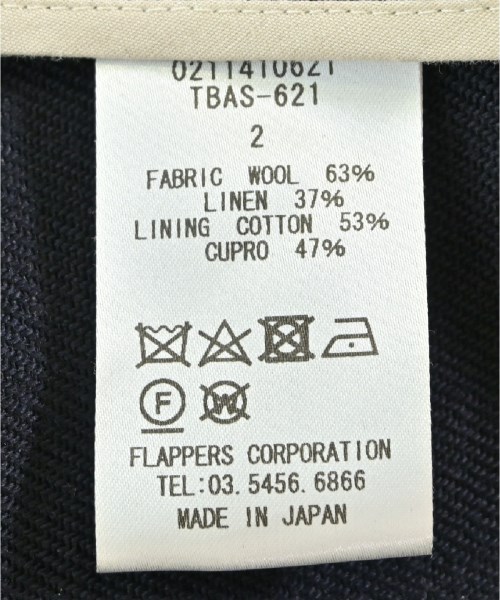 0211410621
TBAS-621
2
FABRIC WOOL 63%
LINEN 37%
LINING COTTON 53%
CUPRO 47%
F W
FLAPPERS CORPORATION
TEL:03.5456.6866
MADE IN JAPAN